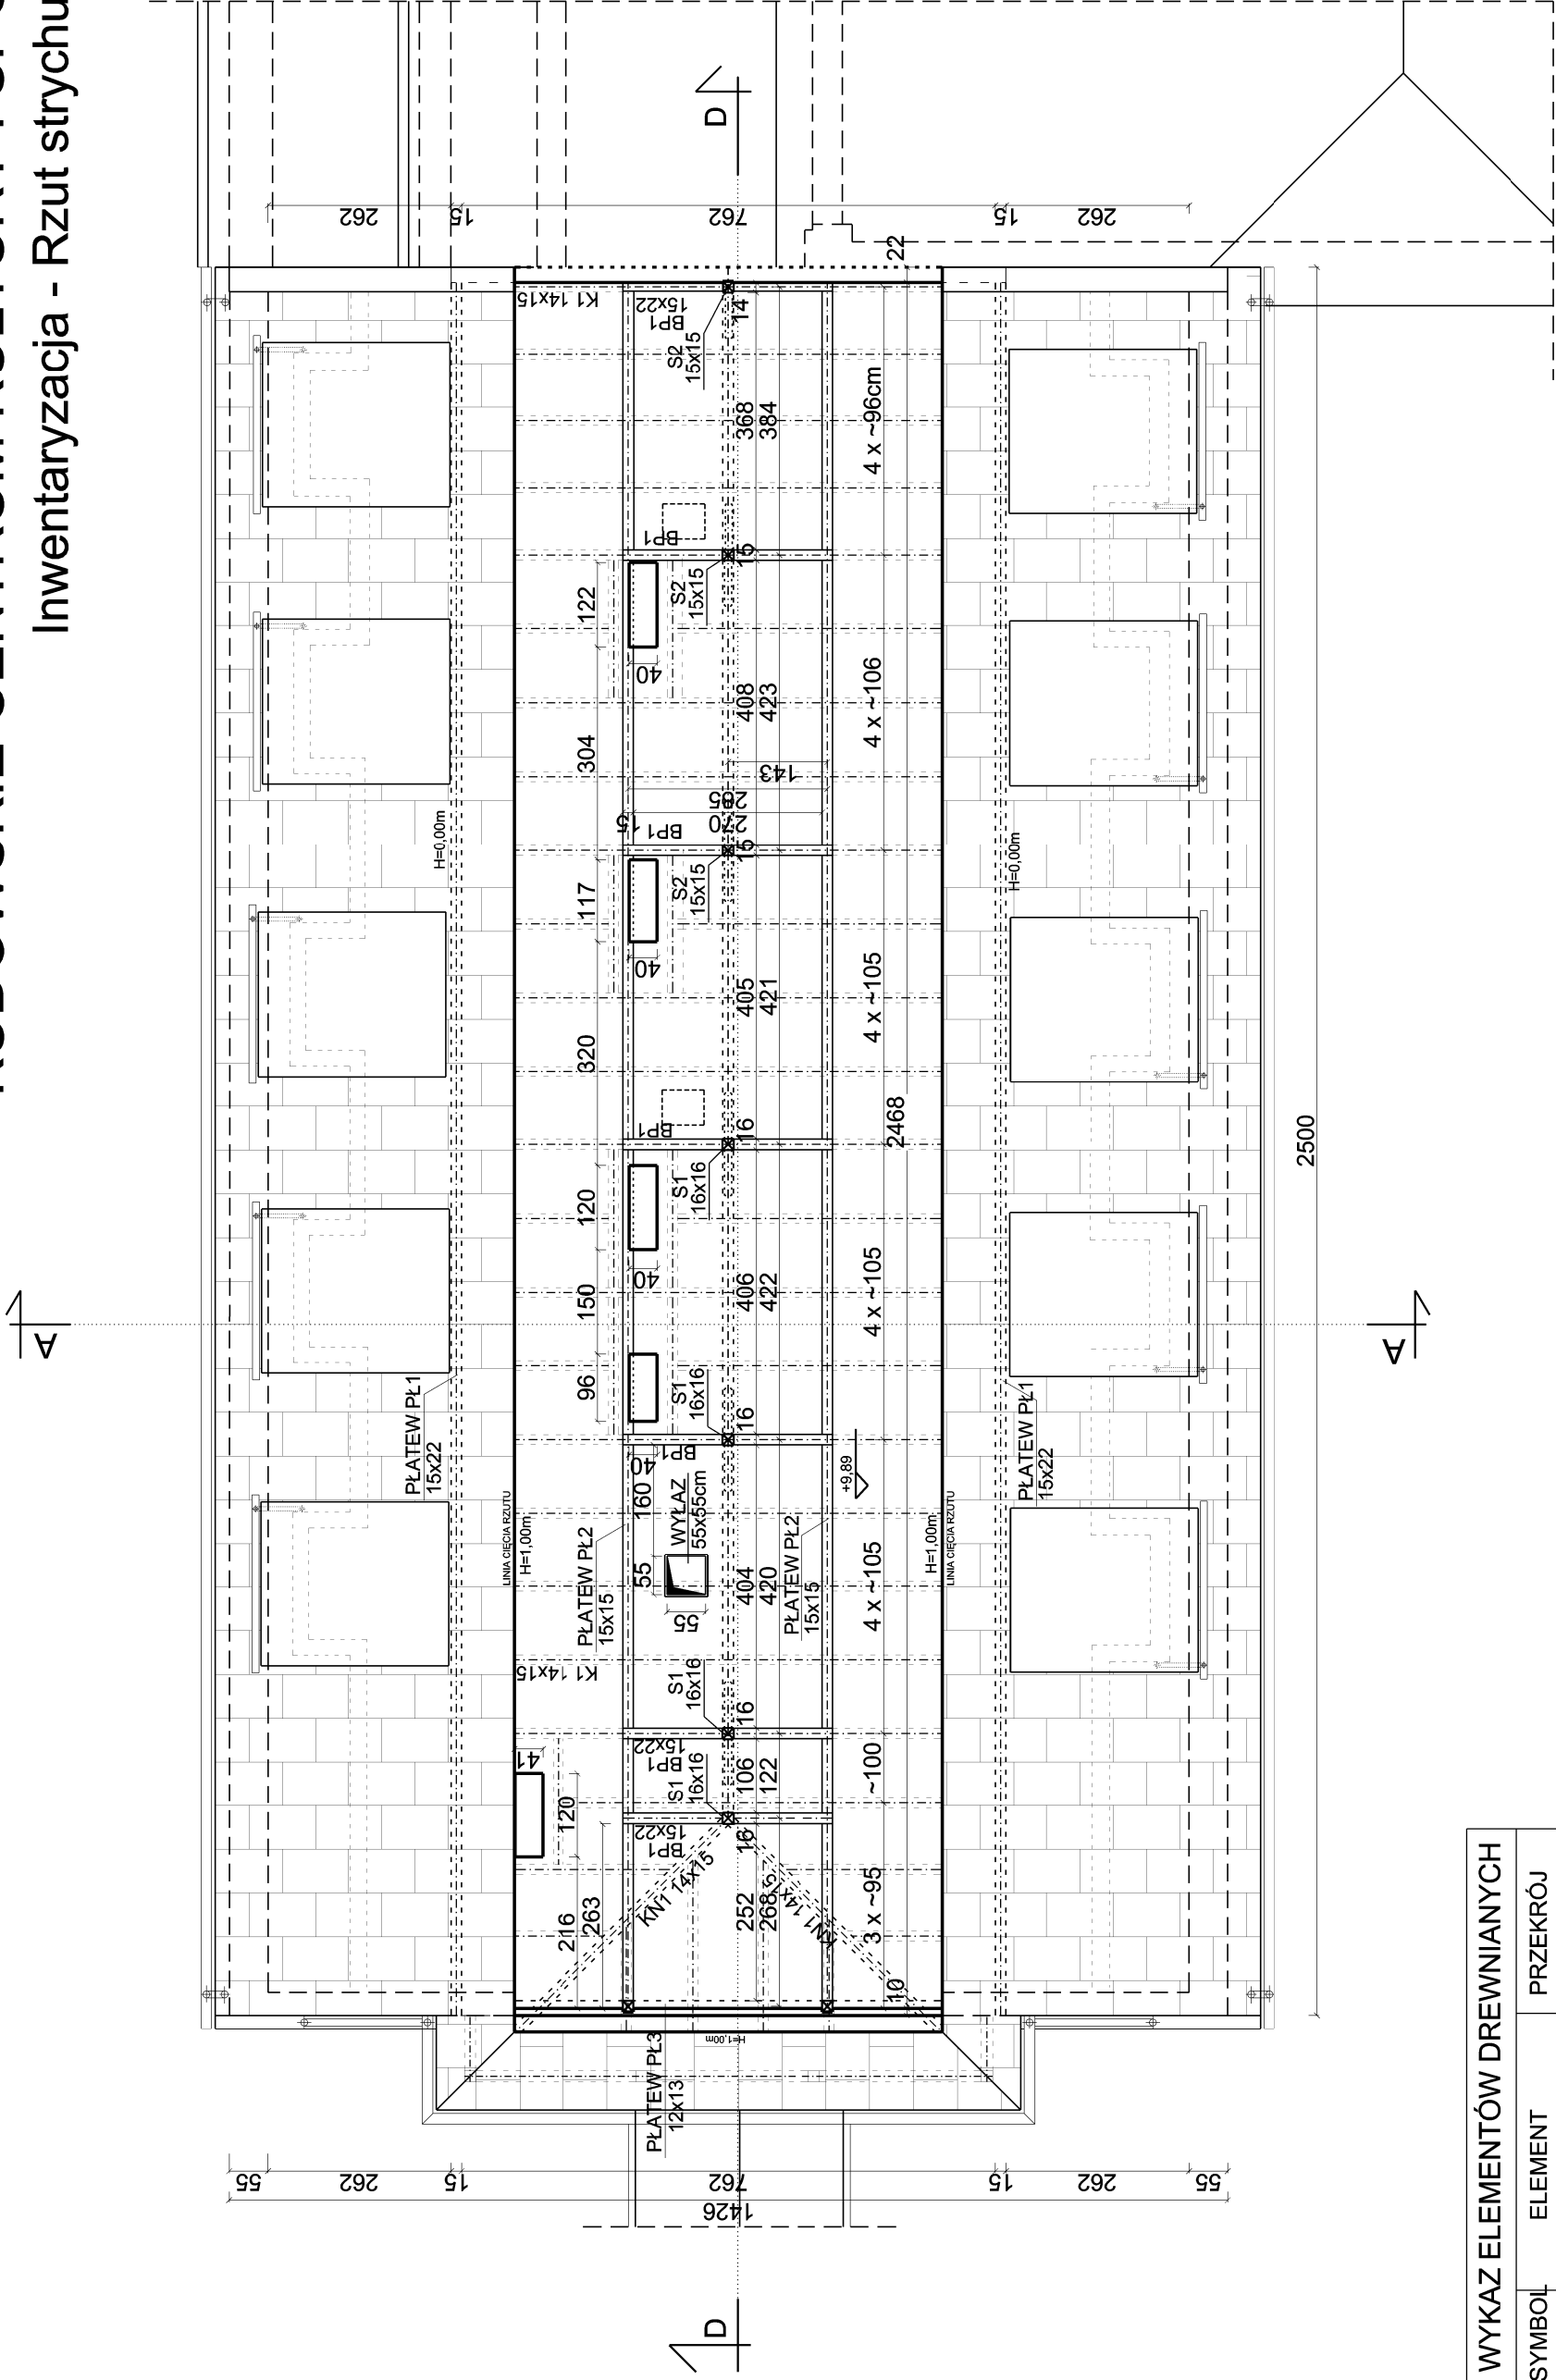 Inwentaryzacja - Rzut strychu
D
262
15
762
15
262
22
K1 14x15
15x22
BP1
14
S2
15x15
368
384
4 x ~96cm
BP1
15
S2
15x15
122
40
408
423
4 x ~106
304
143
285
270
15
BP1
15
H=0,00m
H=0,00m
S2
15x15
117
40
405
421
4 x ~105
320
2468
2500
BP1
16
S1
16x16
120
40
406
422
4 x ~105
150
A
A
96
S1
16x16
16
PŁATEW PŁ1
15x22
PŁATEW PŁ1
15x22
BP1
40
160
+9,89
LINIA CIĘCIA RZUTU
H=1,00m
H=1,00m
LINIA CIĘCIA RZUTU
WYŁAZ
55x55cm
PŁATEW PŁ2
15x15
PŁATEW PŁ2
15x15
55
55
404
420
4 x ~105
K1 14x15
S1
16x16
16
41
15x22
BP1
S1
16x16
106
122
~100
120
15x22
BP1
16
KN1 14x15
KN1 14x15
216
263
252
268
3 x ~95
10
H=1,00m
PŁATEW PŁ3
12x13
55
262
15
762
15
262
55
1426
D
WYKAZ ELEMENTÓW DREWNIANYCH
SYMBOL
ELEMENT
PRZEKRÓJ